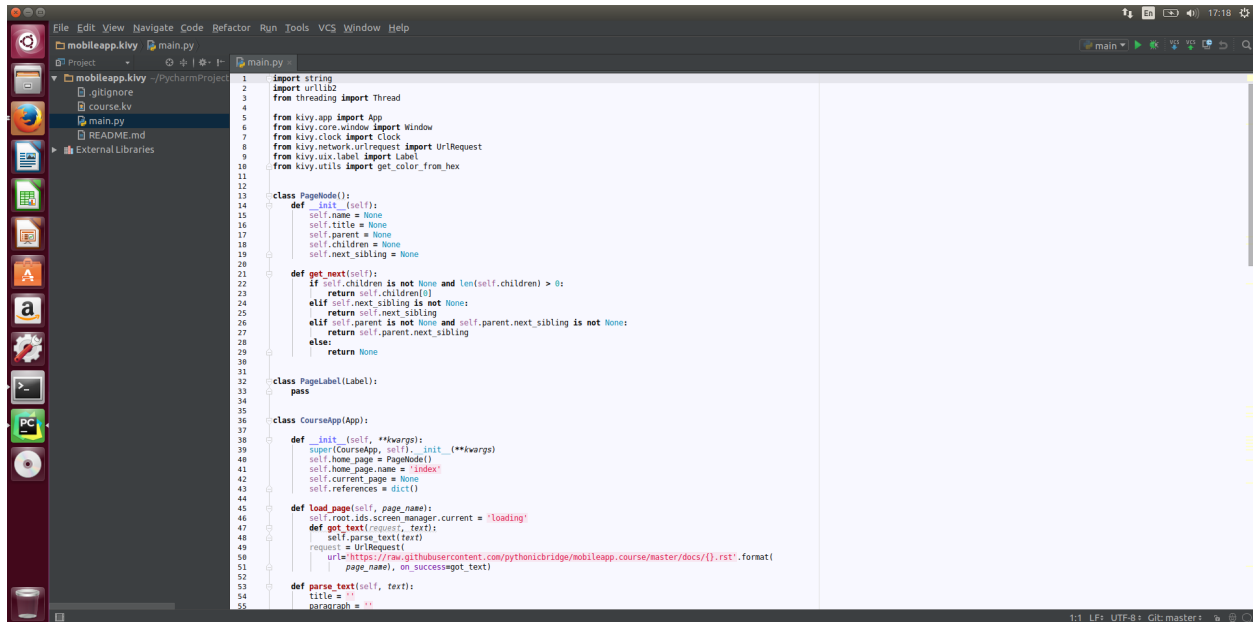 En 17:18
File Edit View Navigate Code Refactor Run Tools VCS Window Help
mobileapp.kivy main.py
main
VCS VCS
Project
main.py
mobileapp.kivy ~/PycharmProject
.gitignore
course.kv
main.py
README.md
External Libraries
1 import string
2 import urllib2
3 from threading import Thread
4
5 from kivy.app import App
6 from kivy.core.window import Window
7 from kivy.clock import Clock
8 from kivy.network.urlrequest import UrlRequest
9 from kivy.uix.label import Label
10 from kivy.utils import get_color_from_hex
11
12
13 class PageNode():
14 def __init__(self):
15 self.name = None
16 self.title = None
17 self.parent = None
18 self.children = None
19 self.next_sibling = None
20
21 def get_next(self):
22 if self.children is not None and len(self.children) > 0:
23 return self.children[0]
24 elif self.next_sibling is not None:
25 return self.next_sibling
26 elif self.parent is not None and self.parent.next_sibling is not None:
27 return self.parent.next_sibling
28 else:
29 return None
30
31
32 class PageLabel(Label):
33 pass
34
35
36 class CourseApp(App):
37
38 def __init__(self, **kwargs):
39 super(CourseApp, self).__init__(**kwargs)
40 self.home_page = PageNode()
41 self.home_page.name = 'index'
42 self.current_page = None
43 self.references = dict()
44
45 def load_page(self, page_name):
46 self.root.ids.screen_manager.current = 'loading'
47 def got_text(request, text):
48 self.parse_text(text)
49 request = UrlRequest(
50 url='https://raw.githubusercontent.com/pythonicbridge/mobileapp.course/master/docs/{}.rst'.format(
51 page_name), on_success=got_text)
52
53 def parse_text(self, text):
54 title = ''
55 paragraph = ''
a
>_
PC
1:1 LF UTF-8 Git: master